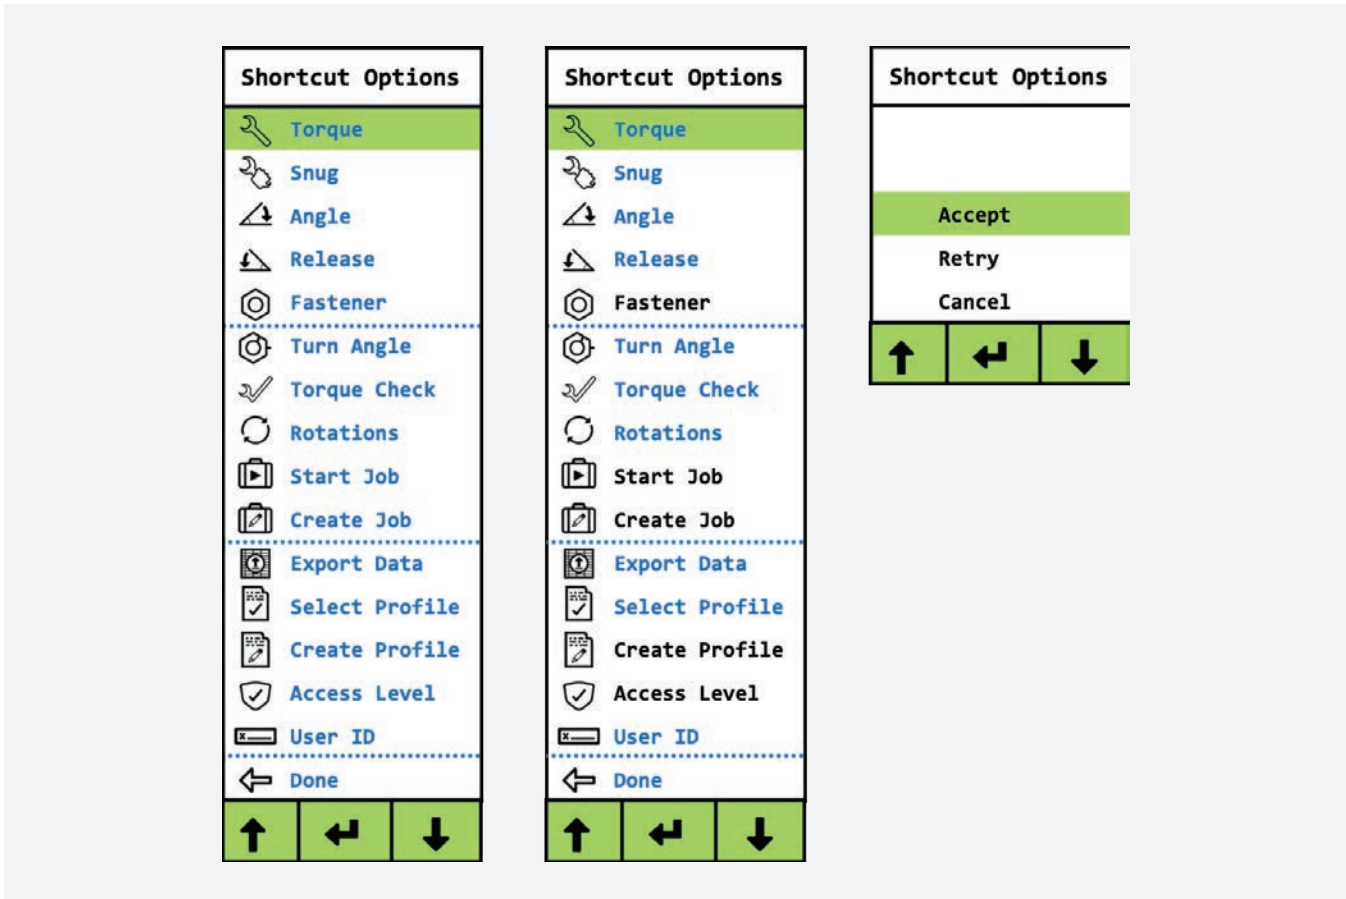 Shortcut Options
Torque
Snug
Angle
Release
Fastener
Turn Angle
Torque Check
Rotations
Start Job
Create Job
Export Data
Select Profile
Create Profile
Access Level
User ID
Done
Shortcut Options
Torque
Snug
Angle
Release
Fastener
Turn Angle
Torque Check
Rotations
Start Job
Create Job
Export Data
Select Profile
Create Profile
Access Level
User ID
Done
Shortcut Options
Accept
Retry
Cancel